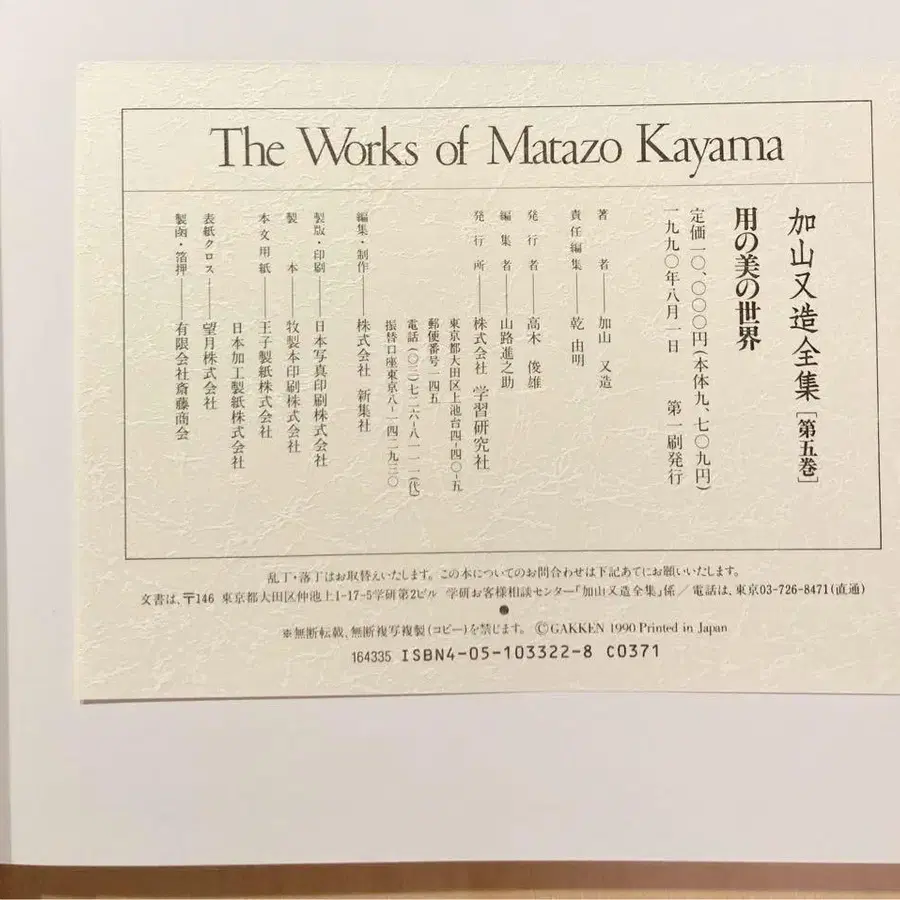 The Works of Matazo Kayama
加山又造全集［第五巻］
用の美の世界
定価一〇、〇〇〇円(本体九、七〇九円)
一九九〇年八月一日　第一刷発行
著者――加山又造
責任編集――乾由明
発行者――高木俊雄
編集者――山路進之助
発行所――株式会社 学習研究社
東京都大田区上池台四-四〇-五
郵便番号一四五
電話(〇三)七二六-八一一一(代)
振替口座東京八-一四二九三〇
編集・制作――株式会社 新集社
製版・印刷――日本写真印刷株式会社
製本――牧製本印刷株式会社
本文用紙――王子製紙株式会社
日本加工製紙株式会社
表紙クロス――望月株式会社
製函・箔押――有限会社斎藤商会
乱丁・落丁はお取替えいたします。この本についてのお問合わせは下記あてにお願いいたします。
文書は、〒146 東京都大田区仲池上1-17-5学研第2ビル 学研お客様相談センター「加山又造全集」係／電話は、東京03-726-8471(直通)
※無断転載、無断複写複製(コピー)を禁じます。 ©GAKKEN 1990 Printed in Japan
164335 ISBN4-05-103322-8 C0371